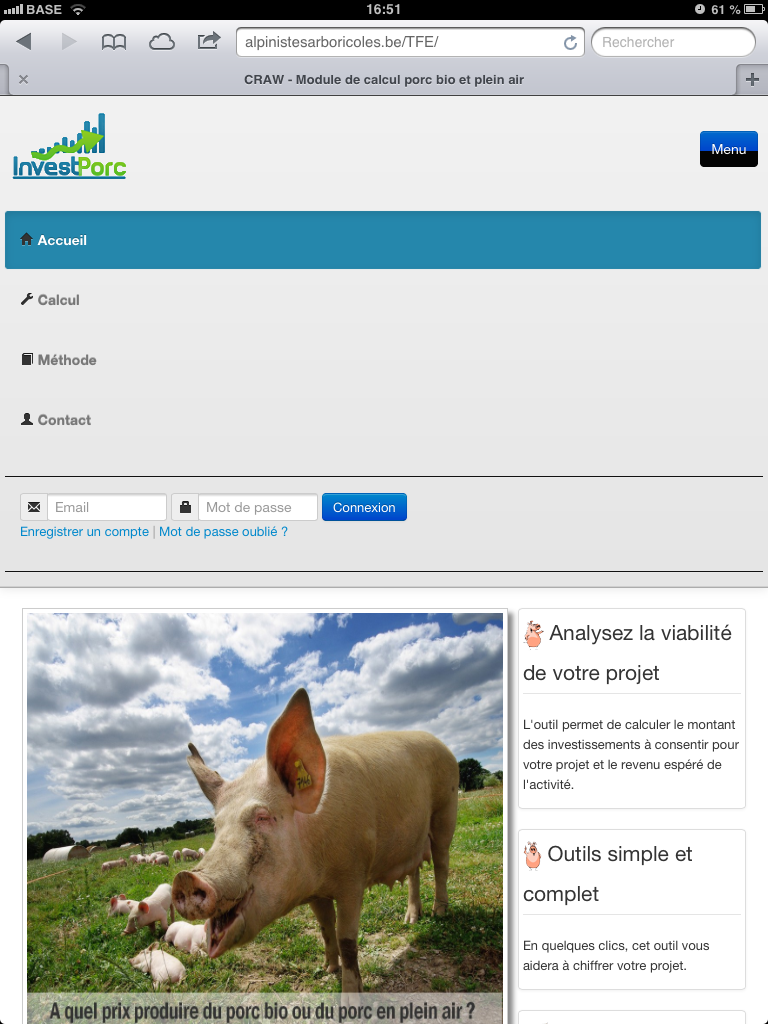 BASE 16:51 61 %
alpinistesarboricoles.be/TFE/ Rechercher
CRAW - Module de calcul porc bio et plein air
InvestPorc
Menu
Accueil
Calcul
Méthode
Contact
Email Mot de passe Connexion
Enregistrer un compte | Mot de passe oublié ?
A quel prix produire du porc bio ou du porc en plein air ?
Analysez la viabilité
de votre projet
L'outil permet de calculer le montant
des investissements à consentir pour
votre projet et le revenu espéré de
l'activité.
Outils simple et
complet
En quelques clics, cet outil vous
aidera à chiffrer votre projet.